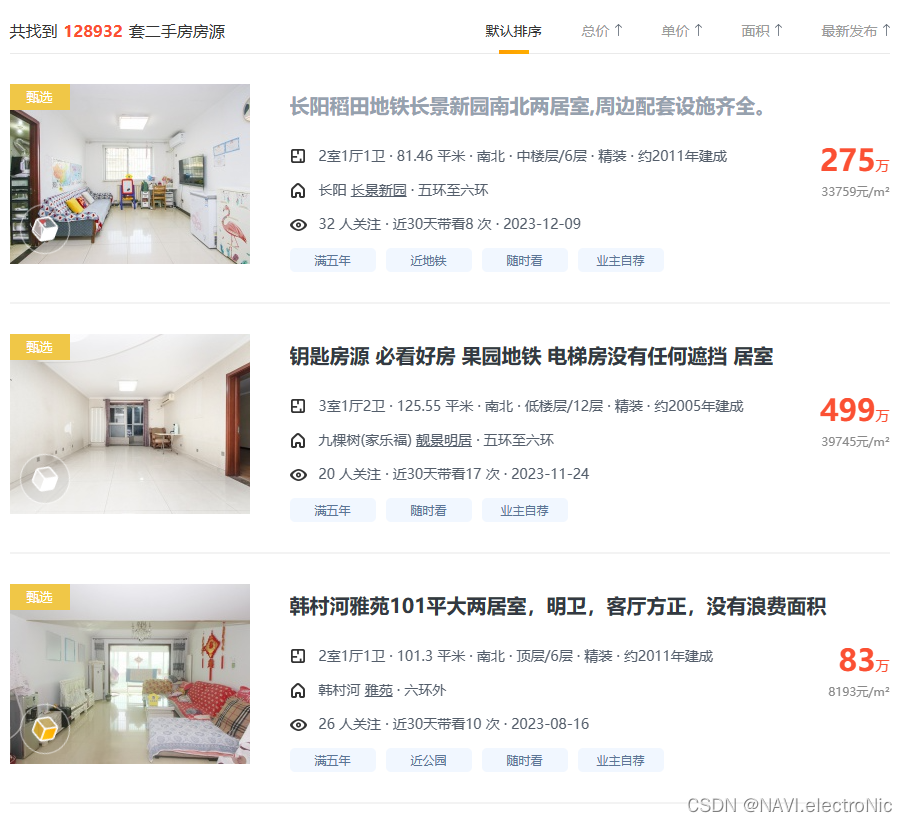 共找到 128932 套二手房房源
默认排序 总价↑ 单价↑ 面积↑ 最新发布↑
甄选
长阳稻田地铁长景新园南北两居室,周边配套设施齐全。
2室1厅1卫 · 81.46 平米 · 南北 · 中楼层/6层 · 精装 · 约2011年建成
275万
长阳 长景新园 · 五环至六环
33759元/m²
32 人关注 · 近30天带看8 次 · 2023-12-09
满五年 近地铁 随时看 业主自荐
甄选
钥匙房源 必看好房 果园地铁 电梯房没有任何遮挡 居室
3室1厅2卫 · 125.55 平米 · 南北 · 低楼层/12层 · 精装 · 约2005年建成
499万
九棵树(家乐福) 靓景明居 · 五环至六环
39745元/m²
20 人关注 · 近30天带看17 次 · 2023-11-24
满五年 随时看 业主自荐
甄选
韩村河雅苑101平大两居室，明卫，客厅方正，没有浪费面积
2室1厅1卫 · 101.3 平米 · 南北 · 顶层/6层 · 精装 · 约2011年建成
83万
韩村河 雅苑 · 六环外
8193元/m²
26 人关注 · 近30天带看10 次 · 2023-08-16
满五年 近公园 随时看 业主自荐
CSDN @NAVI.electroNic